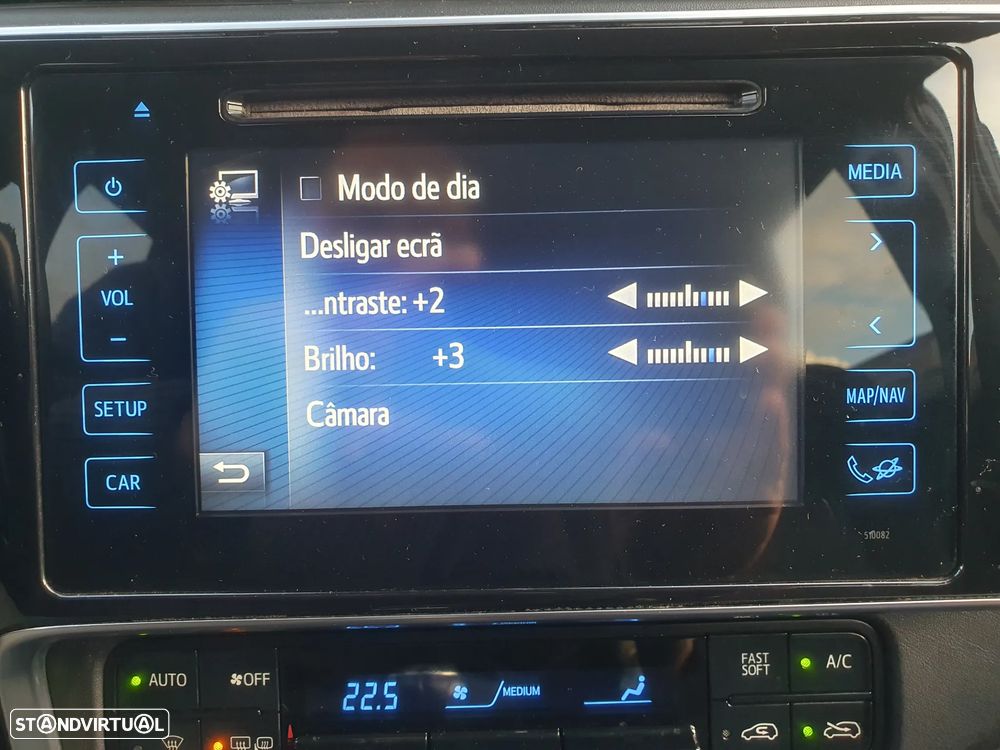 MEDIA
Modo de dia
+
Desligar ecrã
VOL
...ntraste: +2
−
Brilho: +3
SETUP
MAP/NAV
Câmara
CAR
510082
AUTO
OFF
22.5
MEDIUM
FAST
SOFT
A/C
STANDVIRTUAL